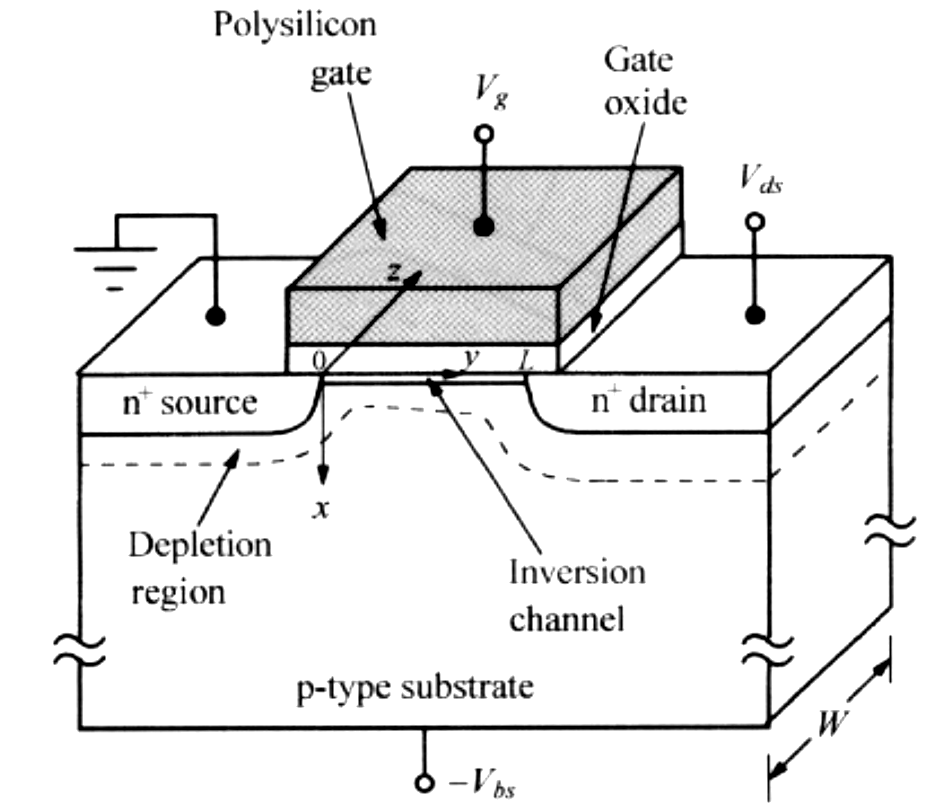 Polysilicon
gate
V_g
Gate
oxide
V_ds
z
0
y
L
n⁺ source
n⁺ drain
x
Depletion
region
Inversion
channel
p-type substrate
W
−V_bs